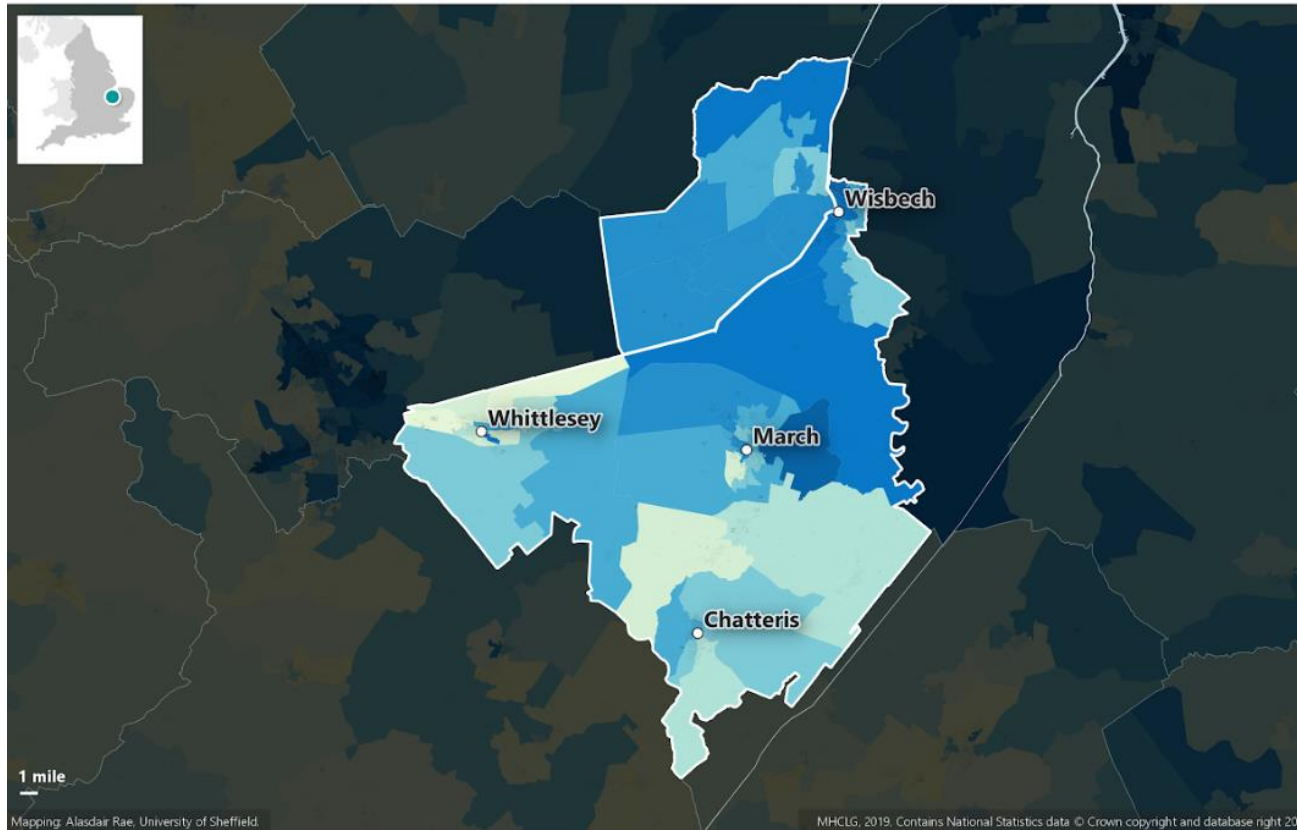 Wisbech
Whittlesey
March
Chatteris
1 mile
Mapping: Alasdair Rae, University of Sheffield.
MHCLG, 2019. Contains National Statistics data © Crown copyright and database right 20